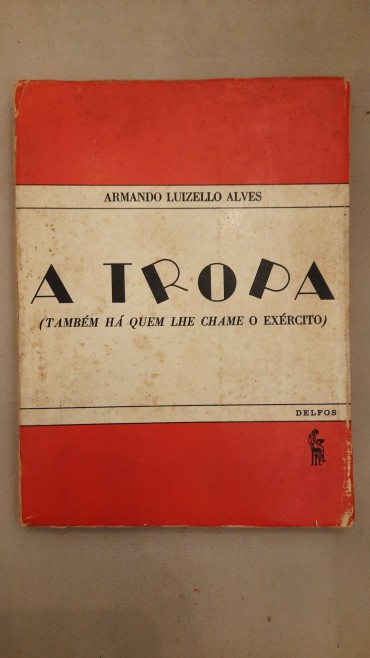 ARMANDO LUIZELLO ALVES
A TROPA
(TAMBÉM HÁ QUEM LHE CHAME O EXÉRCITO)
DELFOS